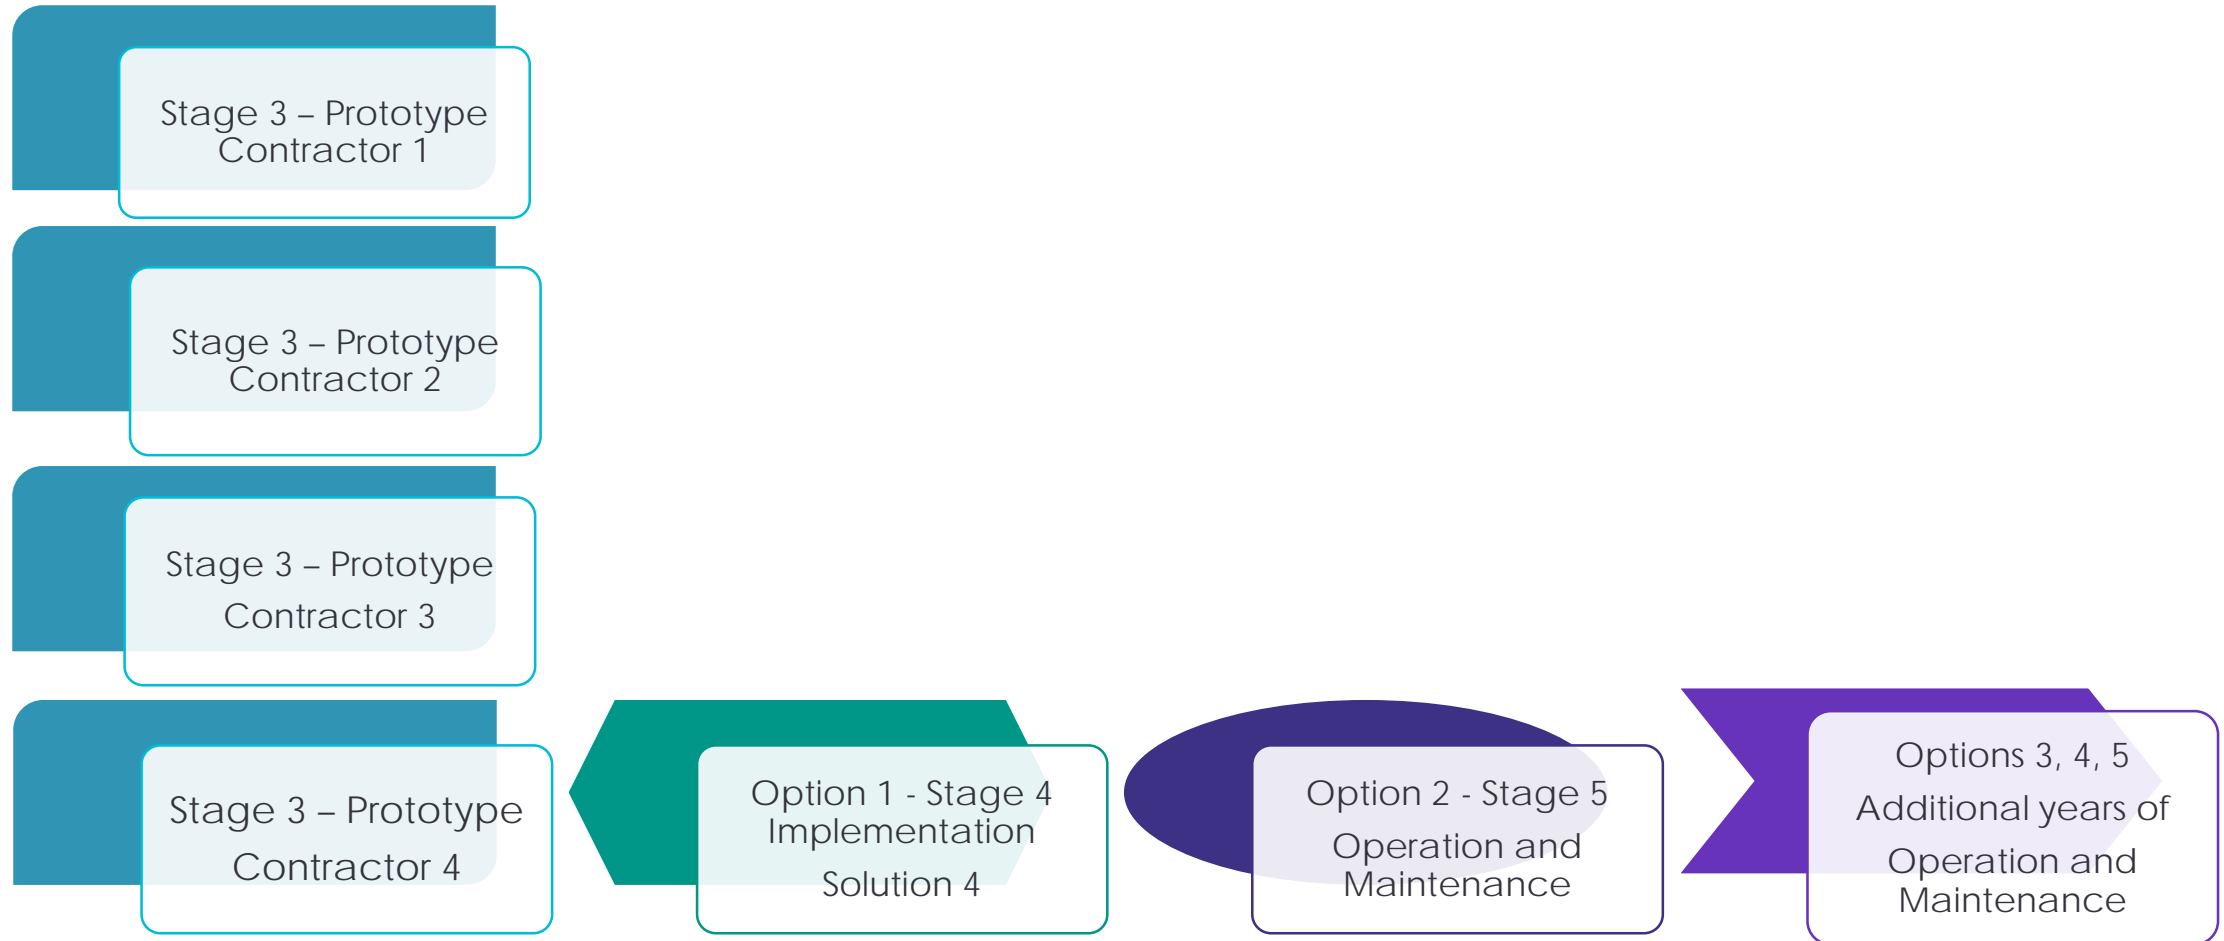 Stage 3 – Prototype
Contractor 1
Stage 3 – Prototype
Contractor 2
Stage 3 – Prototype
Contractor 3
Stage 3 – Prototype
Contractor 4
Option 1 - Stage 4
Implementation
Solution 4
Option 2 - Stage 5
Operation and
Maintenance
Options 3, 4, 5
Additional years of
Operation and
Maintenance